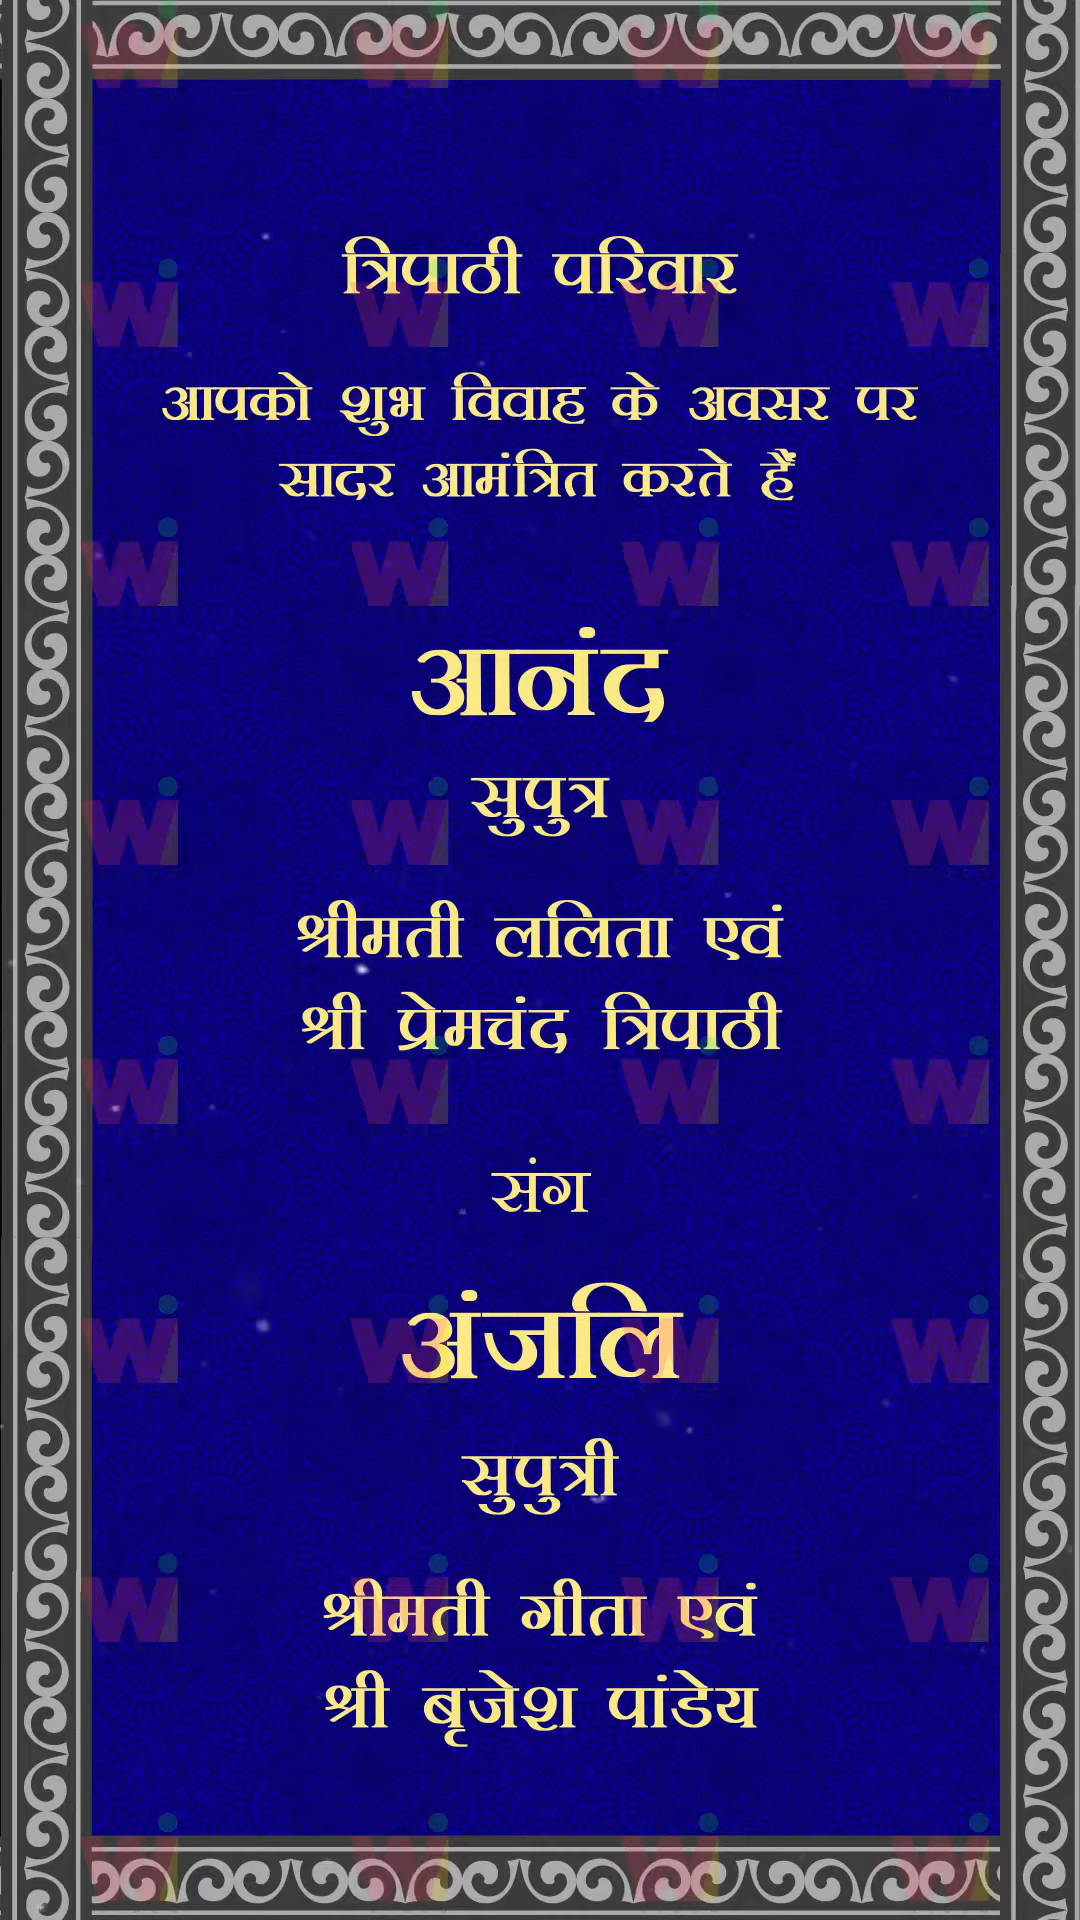 त्रिपाठी परिवार
आपको शुभ विवाह के अवसर पर
सादर आमंत्रित करते हैं
आनंद
सुपुत्र
श्रीमती ललिता एवं
श्री प्रेमचंद त्रिपाठी
संग
अंजलि
सुपुत्री
श्रीमती गीता एवं
श्री बृजेश पांडेय